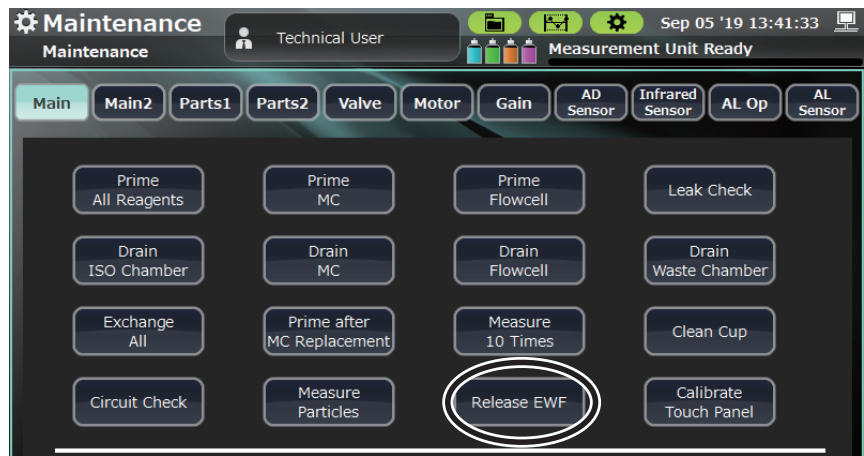 Maintenance
Maintenance
Technical User
Sep 05 '19 13:41:33
Measurement Unit Ready
Main
Main2
Parts1
Parts2
Valve
Motor
Gain
AD
Sensor
Infrared
Sensor
AL Op
AL
Sensor
Prime
All Reagents
Prime
MC
Prime
Flowcell
Leak Check
Drain
ISO Chamber
Drain
MC
Drain
Flowcell
Drain
Waste Chamber
Exchange
All
Prime after
MC Replacement
Measure
10 Times
Clean Cup
Circuit Check
Measure
Particles
Release EWF
Calibrate
Touch Panel